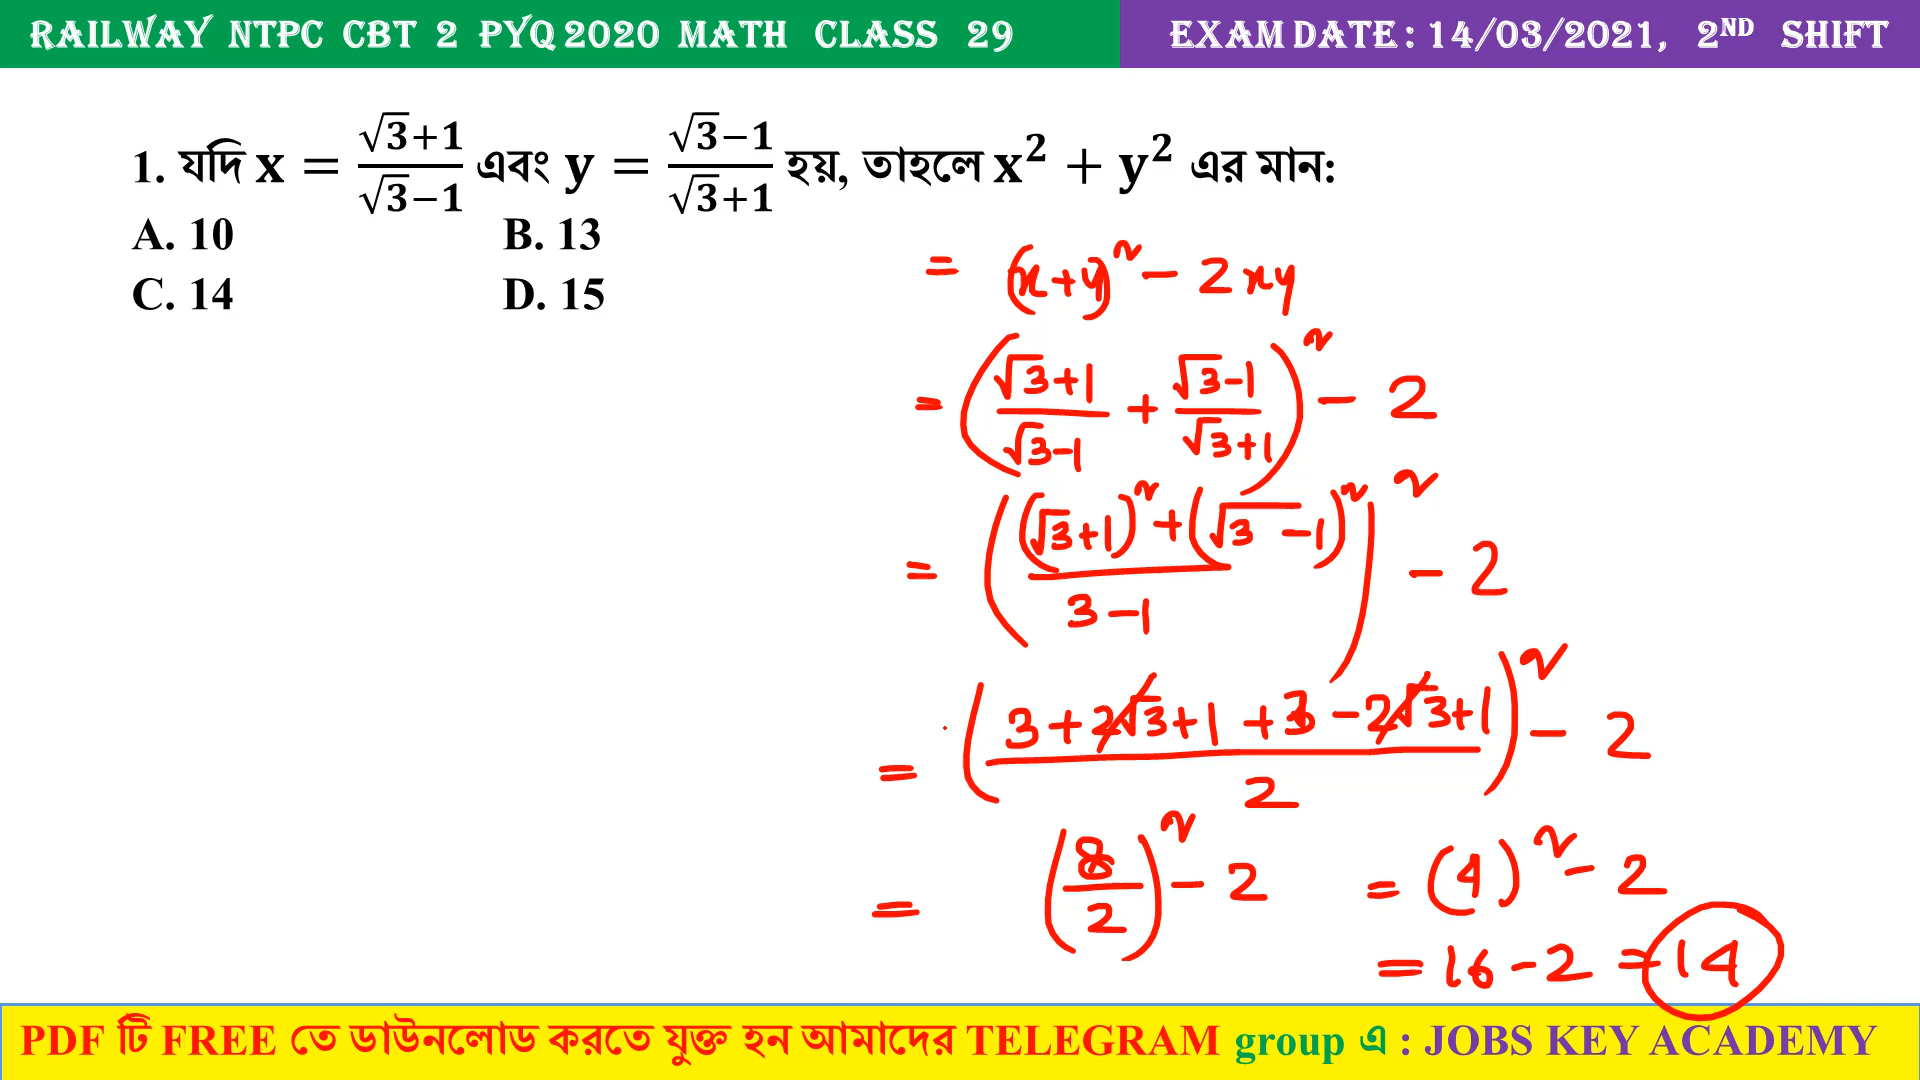 RAILWAY NTPC CBT 2 PYQ 2020 MATH CLASS 29
EXAM DATE : 14/03/2021, 2ND SHIFT
1. যদি x = (√3+1)/(√3−1) এবং y = (√3−1)/(√3+1) হয়, তাহলে x² + y² এর মান:
A. 10 B. 13
C. 14 D. 15
= (x+y)² − 2xy
= ((√3+1)/(√3−1) + (√3−1)/(√3+1))² − 2
= (((√3+1)² + (√3−1)²)/(3−1))² − 2
= ((3+2√3+1+3−2√3+1)/2)² − 2
= (8/2)² − 2 = (4)² − 2
= 16 − 2 = 14
PDF টি FREE তে ডাউনলোড করতে যুক্ত হন আমাদের TELEGRAM group এ : JOBS KEY ACADEMY